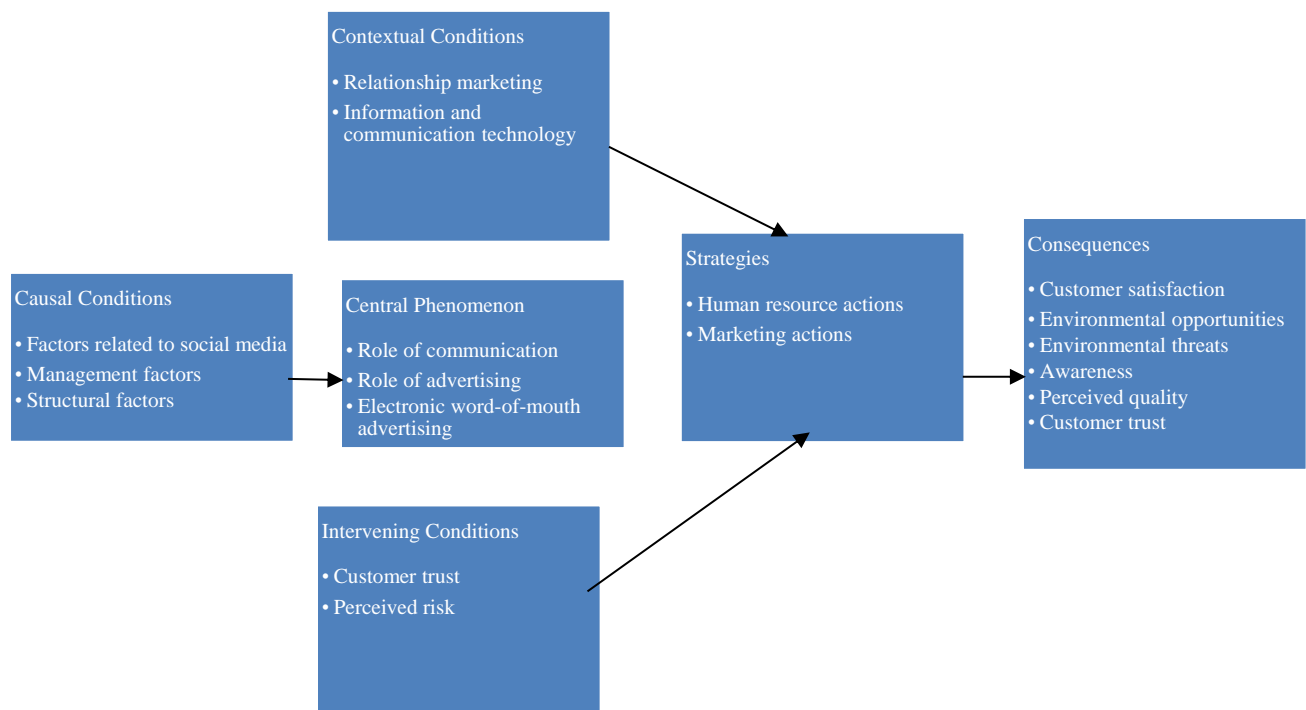 Contextual Conditions
• Relationship marketing
• Information and
communication technology
Causal Conditions
• Factors related to social media
• Management factors
• Structural factors
Central Phenomenon
• Role of communication
• Role of advertising
• Electronic word-of-mouth
advertising
Intervening Conditions
• Customer trust
• Perceived risk
Strategies
• Human resource actions
• Marketing actions
Consequences
• Customer satisfaction
• Environmental opportunities
• Environmental threats
• Awareness
• Perceived quality
• Customer trust